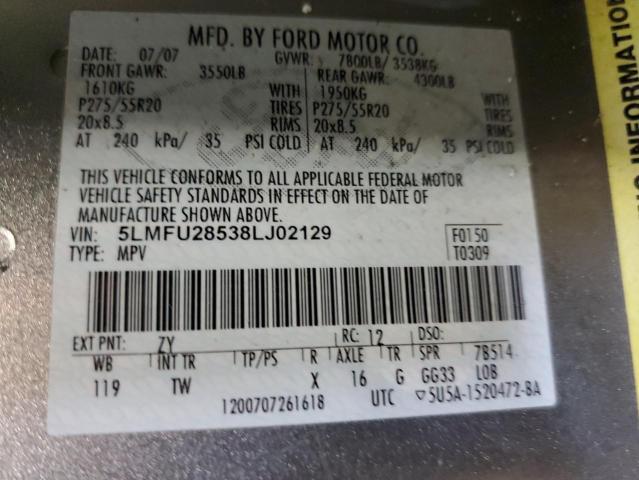 MFD. BY FORD MOTOR CO.
DATE: 07/07 GVWR: 7800LB/ 3538KG
FRONT GAWR: 3550LB REAR GAWR: 4300LB
1610KG WITH 1950KG WITH
P275/55R20 TIRES P275/55R20 TIRES
20x8.5 RIMS 20x8.5 RIMS
AT 240 kPa/ 35 PSI COLD AT 240 kPa/ 35 PSI COLD
THIS VEHICLE CONFORMS TO ALL APPLICABLE FEDERAL MOTOR
VEHICLE SAFETY STANDARDS IN EFFECT ON THE DATE OF
MANUFACTURE SHOWN ABOVE.
VIN: 5LMFU28538LJ02129 F0150
TYPE: MPV T0309
EXT PNT: ZY RC: 12 DSO:
WB INT TR TP/PS R AXLE TR SPR 7B514
119 TW X 16 G GG33 LOB
1200707261618 UTC ▽5U5A-1520472-BA
INFORMATION